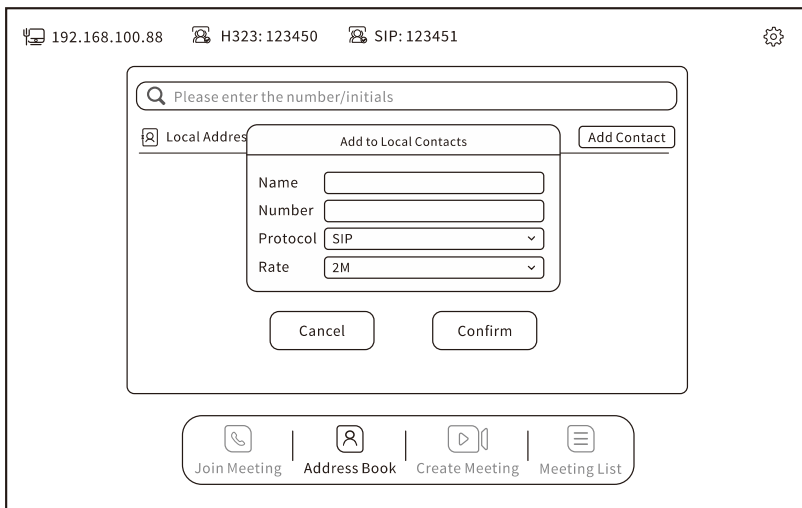 192.168.100.88 H323: 123450 SIP: 123451
Please enter the number/initials
Local Addres
Add Contact
Add to Local Contacts
Name
Number
Protocol SIP
Rate 2M
Cancel Confirm
Join Meeting Address Book Create Meeting Meeting List